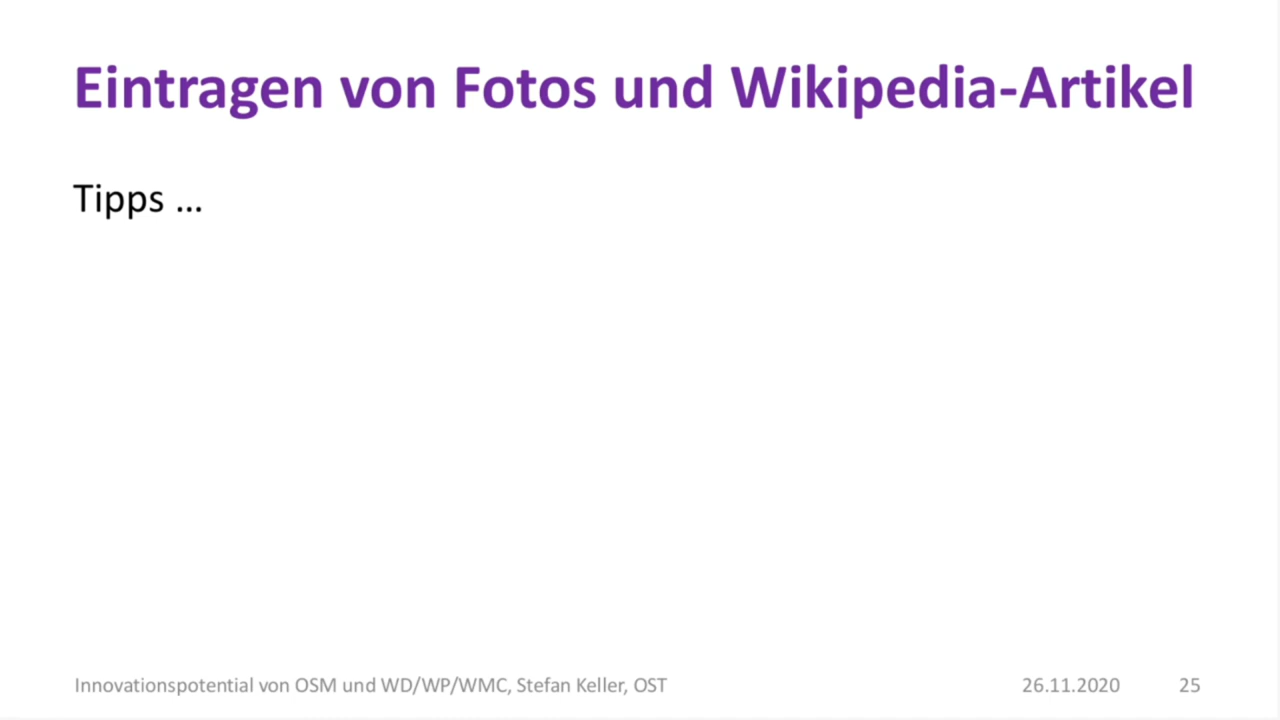 Eintragen von Fotos und Wikipedia-Artikel
Tipps ...
Innovationspotential von OSM und WD/WP/WMC, Stefan Keller, OST 26.11.2020 25